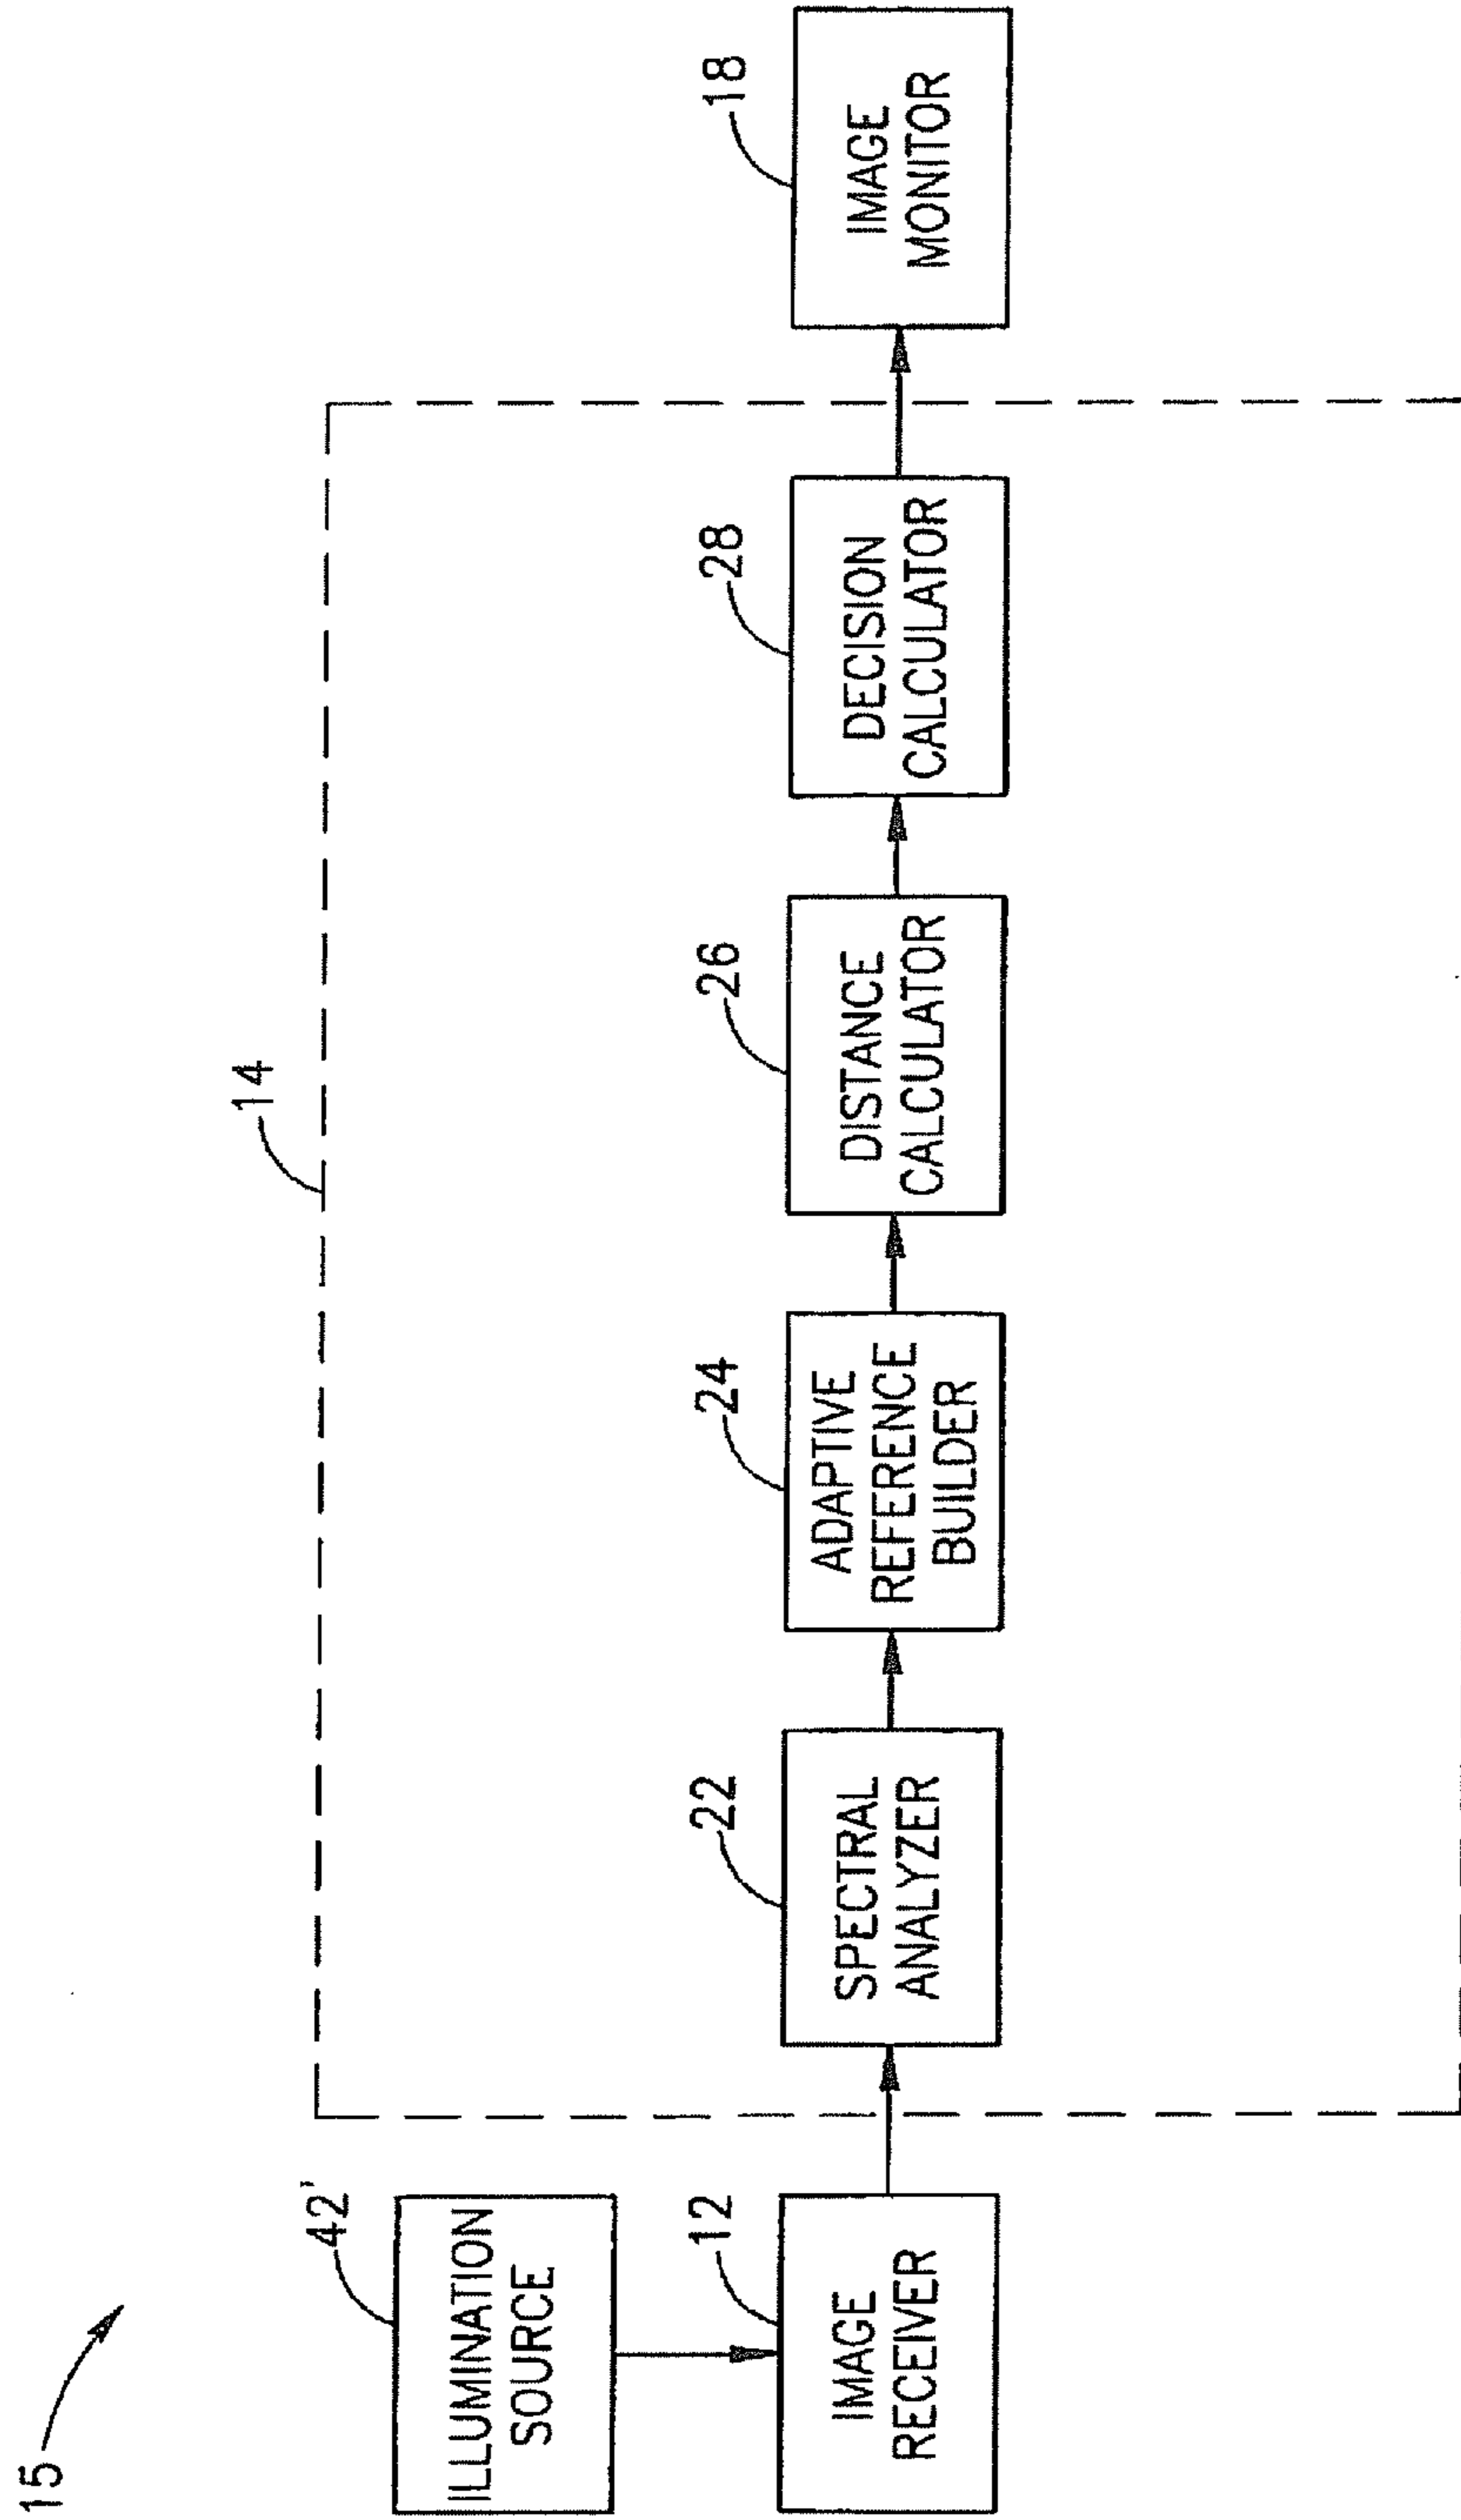 15
42'
ILLUMINATION
SOURCE
12
IMAGE
RECEIVER
14
22
SPECTRAL
ANALYZER
24
ADAPTIVE
REFERENCE
BUILDER
26
DISTANCE
CALCULATOR
28
DECISION
CALCULATOR
18
IMAGE
MONITOR